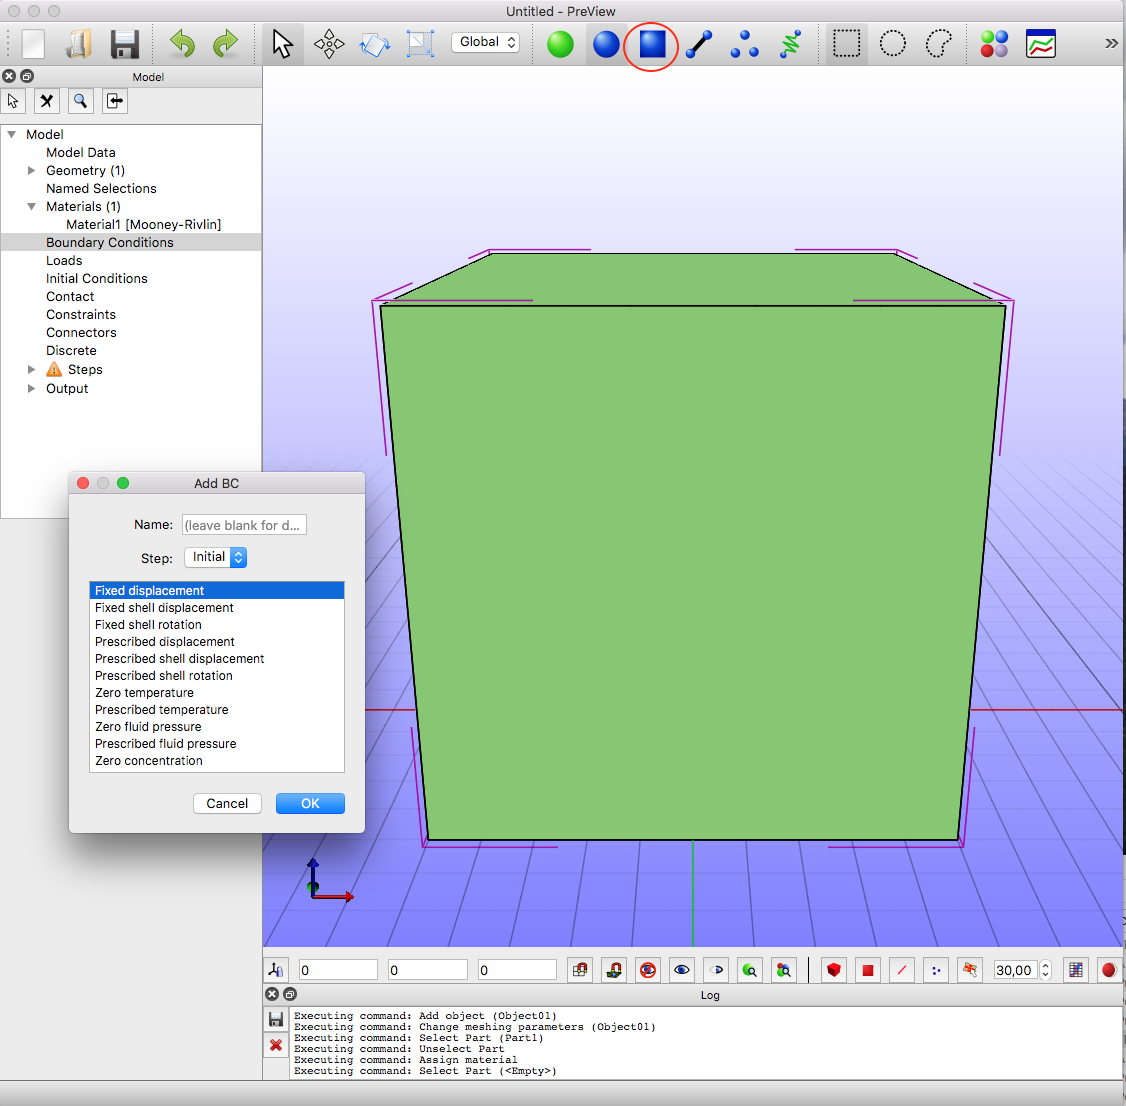 Untitled - PreView
Global
Model
Model
Model Data
Geometry (1)
Named Selections
Materials (1)
Material1 [Mooney-Rivlin]
Boundary Conditions
Loads
Initial Conditions
Contact
Constraints
Connectors
Discrete
Steps
Output
Add BC
Name: (leave blank for d...
Step: Initial
Fixed displacement
Fixed shell displacement
Fixed shell rotation
Prescribed displacement
Prescribed shell displacement
Prescribed shell rotation
Zero temperature
Prescribed temperature
Zero fluid pressure
Prescribed fluid pressure
Zero concentration
Cancel OK
0 0 0 30,00
Log
Executing command: Add object (Object01)
Executing command: Change meshing parameters (Object01)
Executing command: Select Part (Part1)
Executing command: Unselect Part
Executing command: Assign material
Executing command: Select Part (<Empty>)